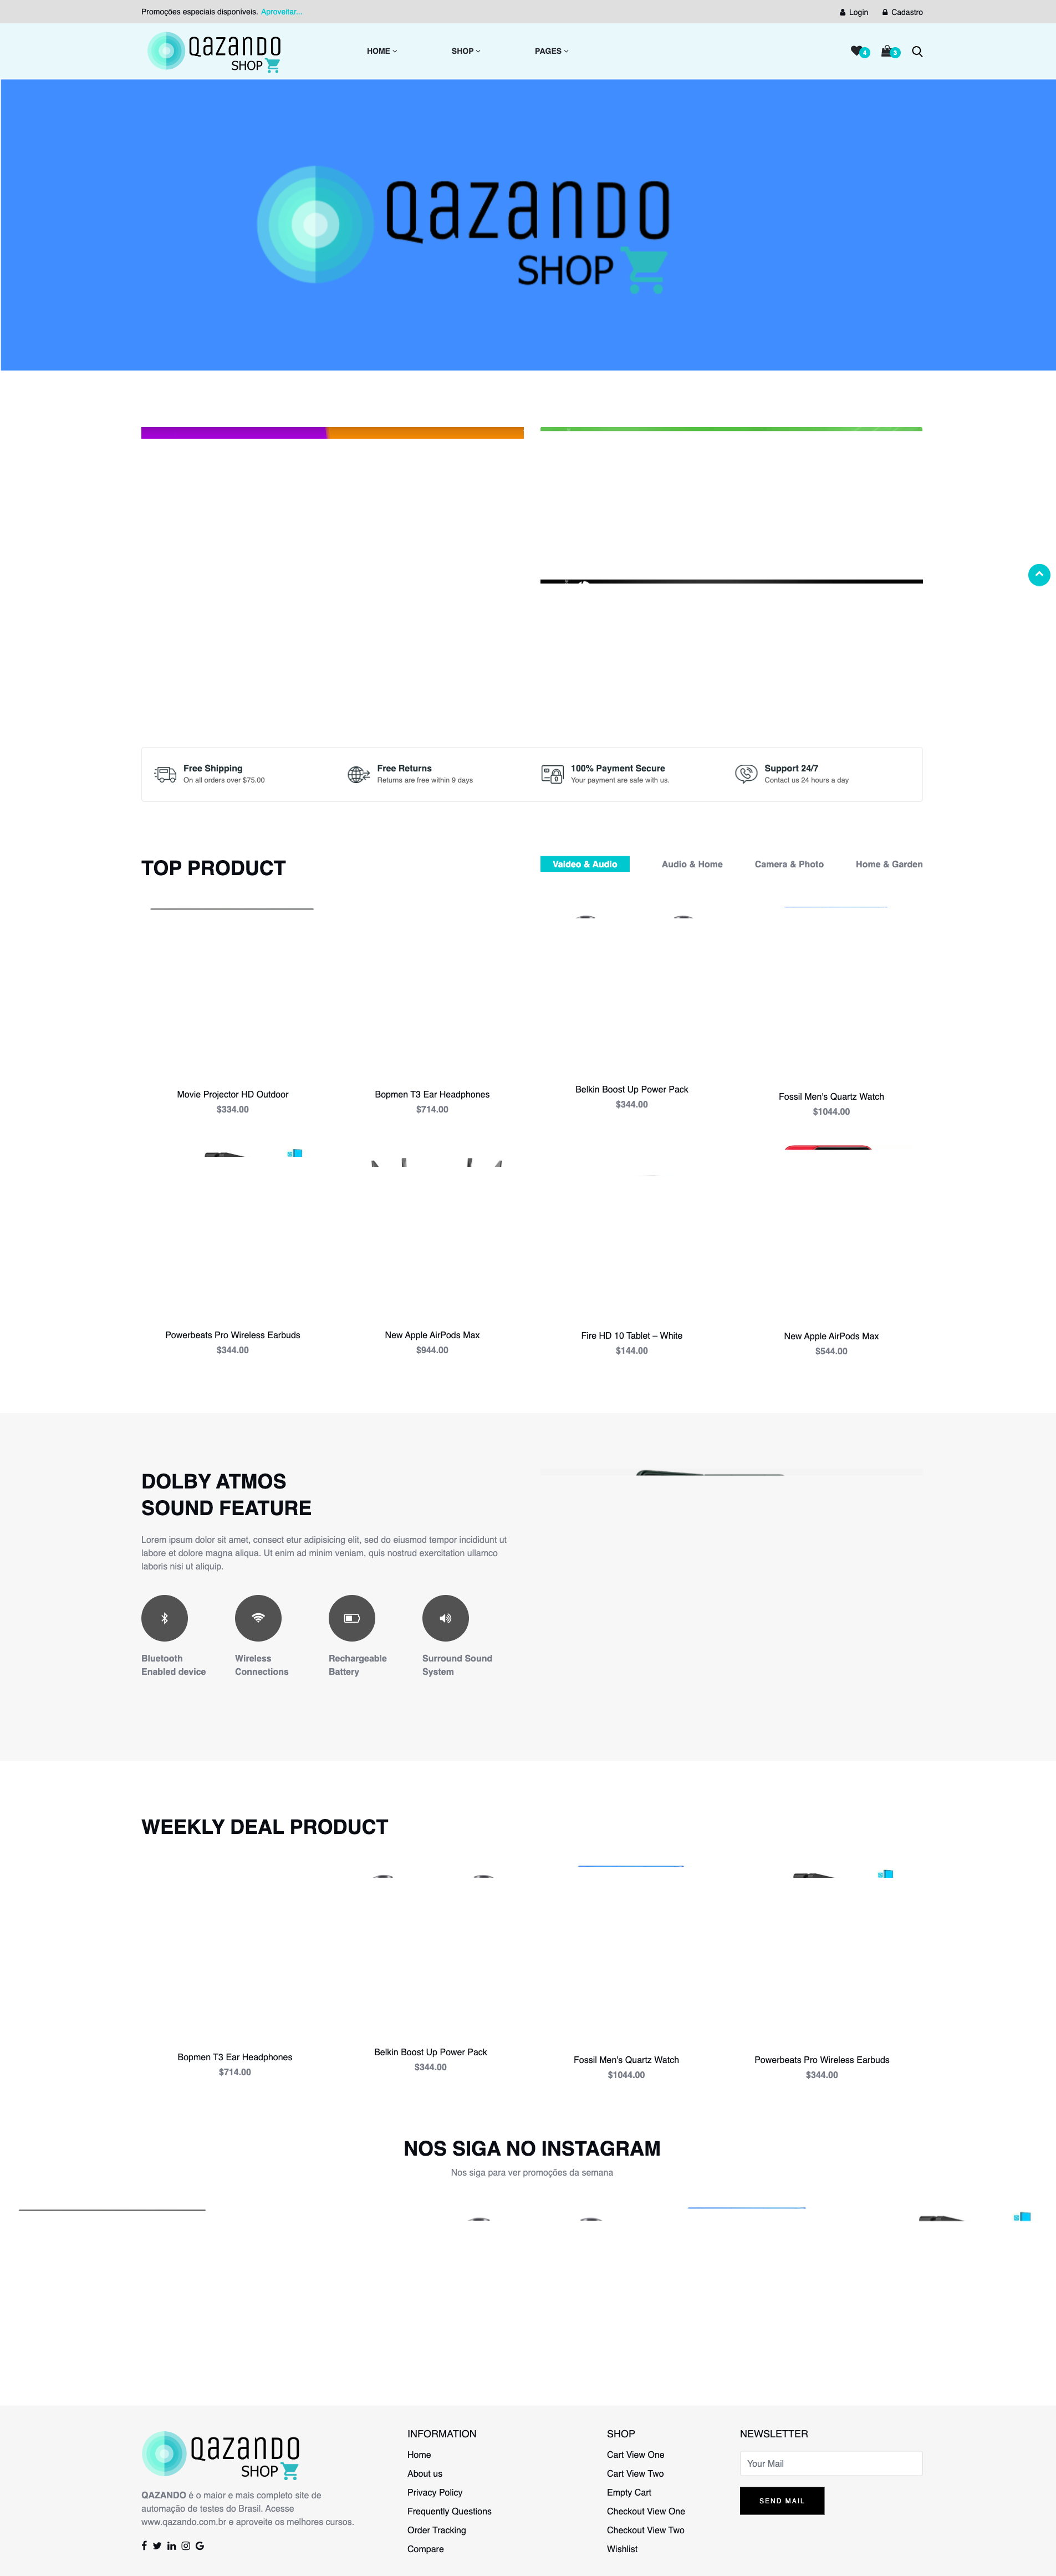 Promoções especiais disponíveis. Aproveitar...
Login
Cadastro
QAZANDO
SHOP
HOME
SHOP
PAGES
4
3
QAZANDO
SHOP
Free Shipping
On all orders over $75.00
Free Returns
Returns are free within 9 days
100% Payment Secure
Your payment are safe with us.
Support 24/7
Contact us 24 hours a day
TOP PRODUCT
Vaideo & Audio
Audio & Home
Camera & Photo
Home & Garden
Movie Projector HD Outdoor
$334.00
Bopmen T3 Ear Headphones
$714.00
Belkin Boost Up Power Pack
$344.00
Fossil Men's Quartz Watch
$1044.00
Powerbeats Pro Wireless Earbuds
$344.00
New Apple AirPods Max
$944.00
Fire HD 10 Tablet – White
$144.00
New Apple AirPods Max
$544.00
DOLBY ATMOS
SOUND FEATURE
Lorem ipsum dolor sit amet, consect etur adipisicing elit, sed do eiusmod tempor incididunt ut
labore et dolore magna aliqua. Ut enim ad minim veniam, quis nostrud exercitation ullamco
laboris nisi ut aliquip.
Bluetooth
Enabled device
Wireless
Connections
Rechargeable
Battery
Surround Sound
System
WEEKLY DEAL PRODUCT
Bopmen T3 Ear Headphones
$714.00
Belkin Boost Up Power Pack
$344.00
Fossil Men's Quartz Watch
$1044.00
Powerbeats Pro Wireless Earbuds
$344.00
NOS SIGA NO INSTAGRAM
Nos siga para ver promoções da semana
QAZANDO
SHOP
QAZANDO é o maior e mais completo site de
automação de testes do Brasil. Acesse
www.qazando.com.br e aproveite os melhores cursos.
INFORMATION
Home
About us
Privacy Policy
Frequently Questions
Order Tracking
Compare
SHOP
Cart View One
Cart View Two
Empty Cart
Checkout View One
Checkout View Two
Wishlist
NEWSLETTER
Your Mail
SEND MAIL